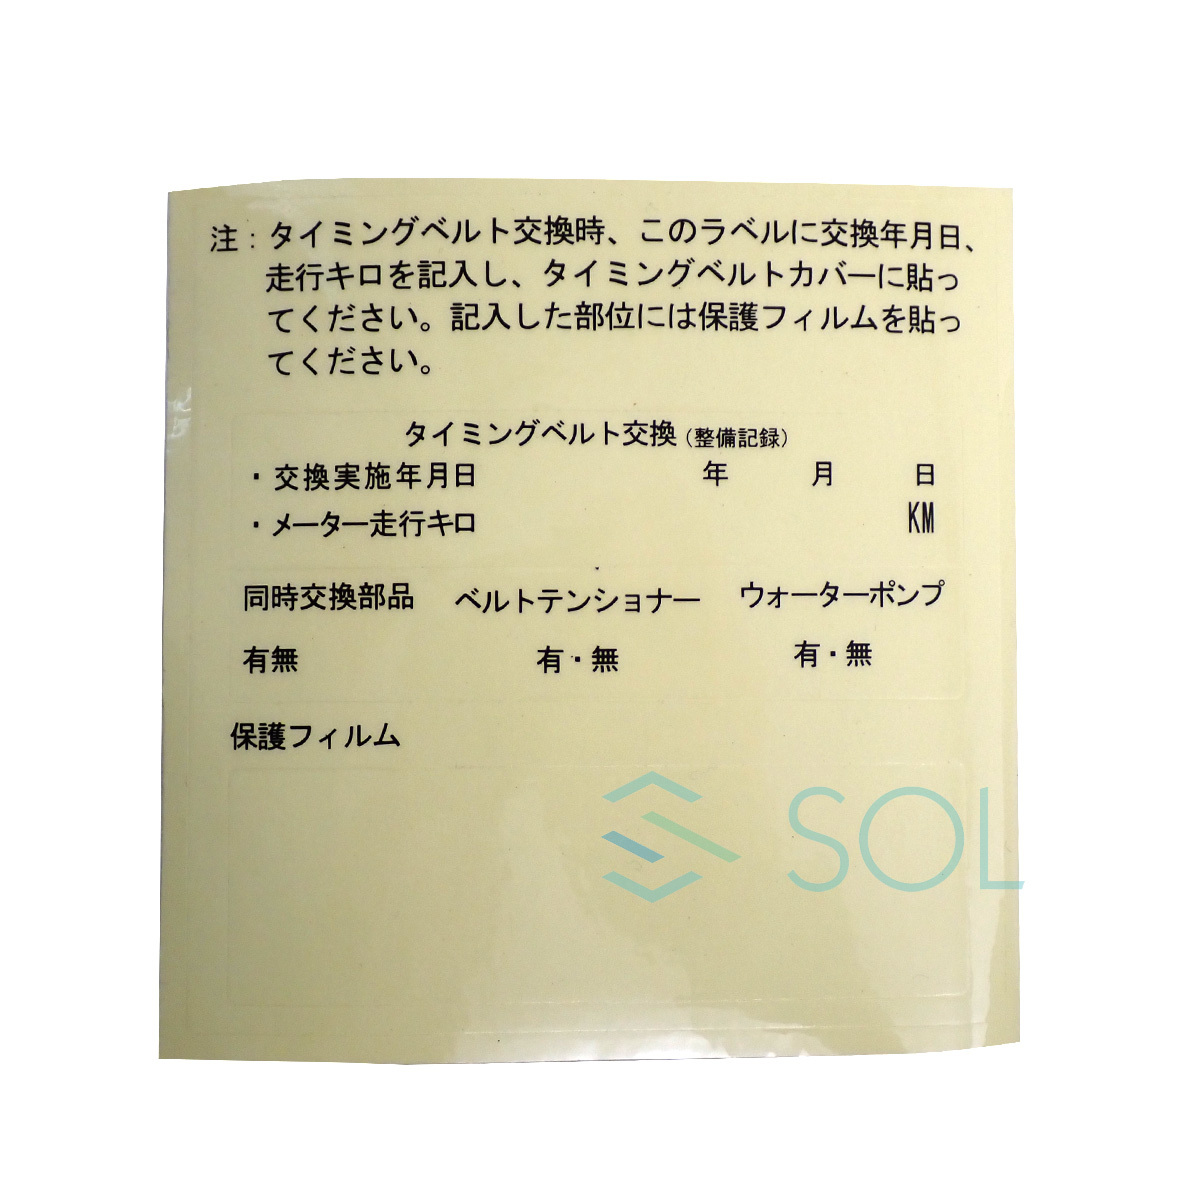 注：タイミングベルト交換時、このラベルに交換年月日、
走行キロを記入し、タイミングベルトカバーに貼っ
てください。記入した部位には保護フィルムを貼っ
てください。
タイミングベルト交換（整備記録）
・交換実施年月日 年 月 日
・メーター走行キロ KM
同時交換部品 ベルトテンショナー ウォーターポンプ
有無 有・無 有・無
保護フィルム
SOL